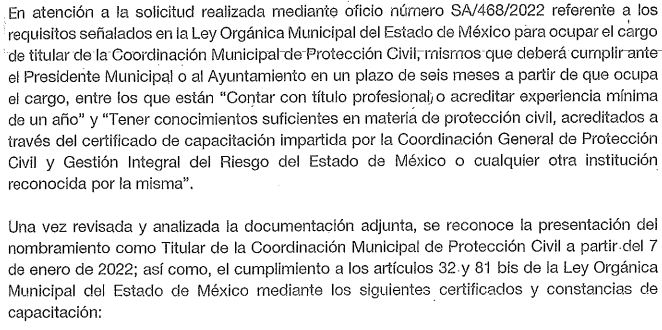 En atención a la solicitud realizada mediante oficio número SA/468/2022 referente a los
requisitos señalados en la Ley Orgánica Municipal del Estado de México para ocupar el cargo
de titular de la Coordinación Municipal de Protección Civil, mismos que deberá cumplir ante
el Presidente Municipal o al Ayuntamiento en un plazo de seis meses a partir de que ocupa
el cargo, entre los que están “Contar con título profesional o acreditar experiencia mínima
de un año” y “Tener conocimientos suficientes en materia de protección civil, acreditados a
través del certificado de capacitación impartida por la Coordinación General de Protección
Civil y Gestión Integral del Riesgo del Estado de México o cualquier otra institución
reconocida por la misma”.
Una vez revisada y analizada la documentación adjunta, se reconoce la presentación del
nombramiento como Titular de la Coordinación Municipal de Protección Civil a partir del 7
de enero de 2022; así como, el cumplimiento a los artículos 32 y 81 bis de la Ley Orgánica
Municipal del Estado de México mediante los siguientes certificados y constancias de
capacitación: